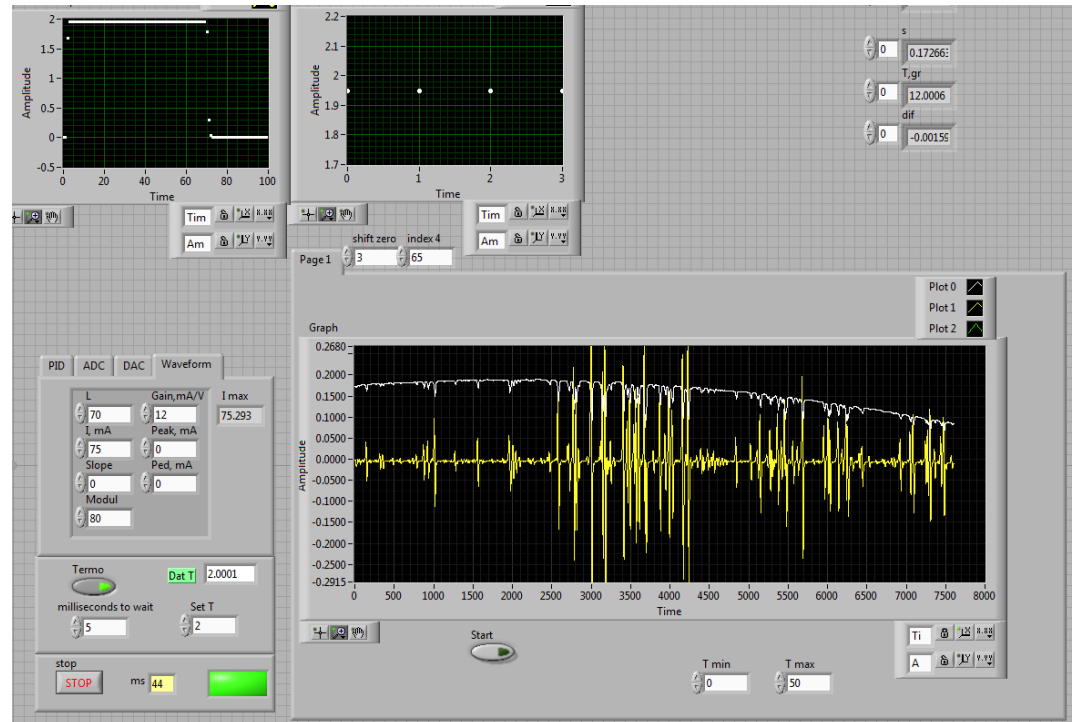 2
1.5
1
0.5
0
-0.5
Amplitude
0 20 40 60 80 100
Time
2.2
2.1
2
1.9
1.8
1.7
Amplitude
0 1 2 3
Time
s
0 0.17266
T,gr
0 12.0006
dif
0 -0.00159
Tim
Am
Tim
Am
shift zero index 4
3 65
Page 1
Plot 0
Plot 1
Plot 2
Graph
0.2680
0.2000
0.1500
0.1000
0.0500
0.0000
-0.0500
-0.1000
-0.1500
-0.2000
-0.2500
-0.2915
Amplitude
0 500 1000 1500 2000 2500 3000 3500 4000 4500 5000 5500 6000 6500 7000 7500 8000
Time
PID ADC DAC Waveform
L Gain,mA/V I max
70 12 75.293
I, mA Peak, mA
75 0
Slope Ped, mA
0 0
Modul
80
Termo
Dat T 2.0001
milliseconds to wait Set T
5 2
stop
STOP ms 44
Start
T min T max
0 50
Ti
A